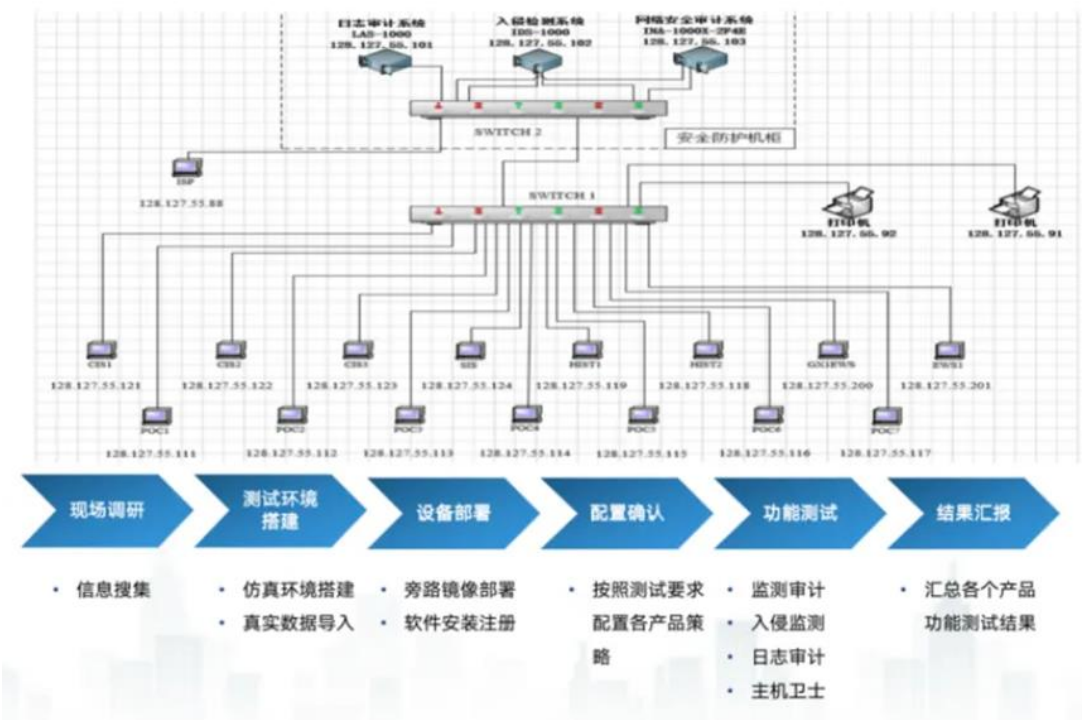 日志审计系统
LAS-1000
128.127.55.101
入侵检测系统
IDS-1000
128.127.55.102
网络安全审计系统
INA-1000X-2P4E
128.127.55.103
SWITCH 2
安全防护机柜
ISP
128.127.55.88
SWITCH 1
打印机
128.127.55.92
打印机
128.127.55.91
CIS1
128.127.55.121
CIS2
128.127.55.122
CIS3
128.127.55.123
SIS
128.127.55.124
HIST1
128.127.55.119
HIST2
128.127.55.118
GX1EWS
128.127.55.200
EWS1
128.127.55.201
POC1
128.127.55.111
POC2
128.127.55.112
POC3
128.127.55.113
POC4
128.127.55.114
POC5
128.127.55.115
POC6
128.127.55.116
POC7
128.127.55.117
现场调研
测试环境
搭建
设备部署
配置确认
功能测试
结果汇报
• 信息搜集
• 仿真环境搭建
• 真实数据导入
• 旁路镜像部署
• 软件安装注册
• 按照测试要求
配置各产品策
略
• 监测审计
• 入侵监测
• 日志审计
• 主机卫士
• 汇总各个产品
功能测试结果